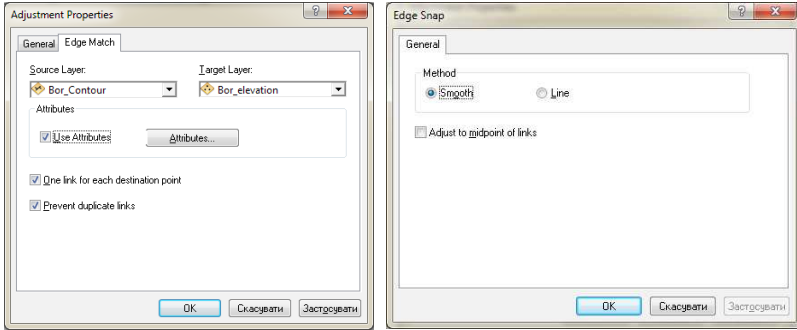 Adjustment Properties
General Edge Match
Source Layer: Target Layer:
Bor_Contour Bor_elevation
Attributes
Use Attributes Attributes...
One link for each destination point
Prevent duplicate links
OK Скасувати Застосувати
Edge Snap
General
Method
Smooth Line
Adjust to midpoint of links
OK Скасувати Застосувати